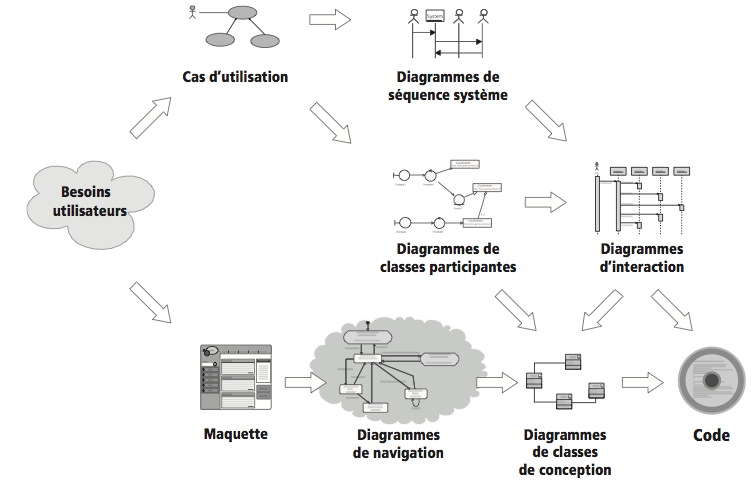 System
Cas d’utilisation
Diagrammes de
séquence système
Besoins
utilisateurs
Diagrammes de
classes participantes
Diagrammes
d’interaction
Maquette
Diagrammes
de navigation
Diagrammes
de classes
de conception
Code